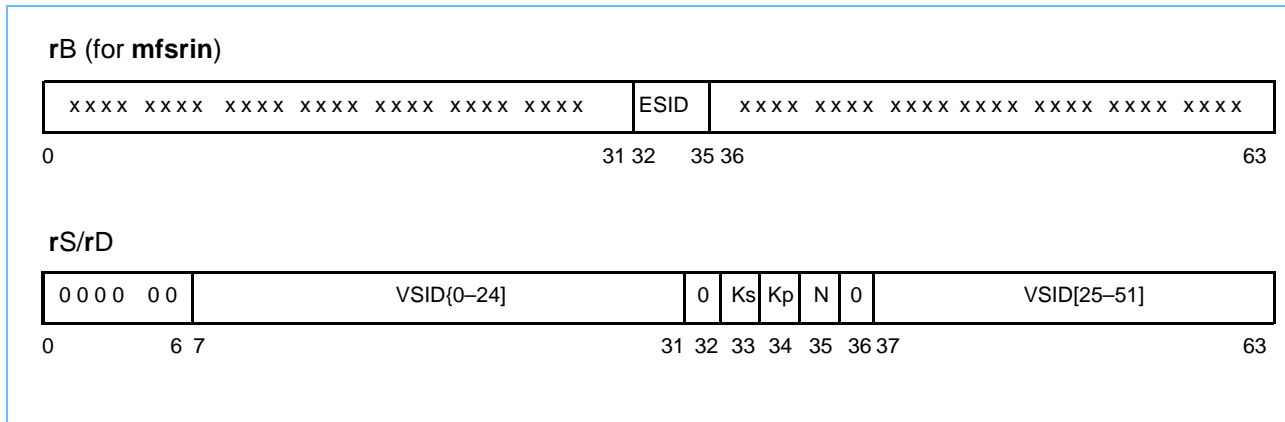 rB (for mfsrin)
xxxx xxxx xxxx xxxx xxxx xxxx xxxx ESID xxxx xxxx xxxx xxxx xxxx xxxx xxxx
0 31 32 35 36 63
rS/rD
0000 00 VSID{0–24] 0 Ks Kp N 0 VSID[25–51]
0 6 7 31 32 33 34 35 36 37 63